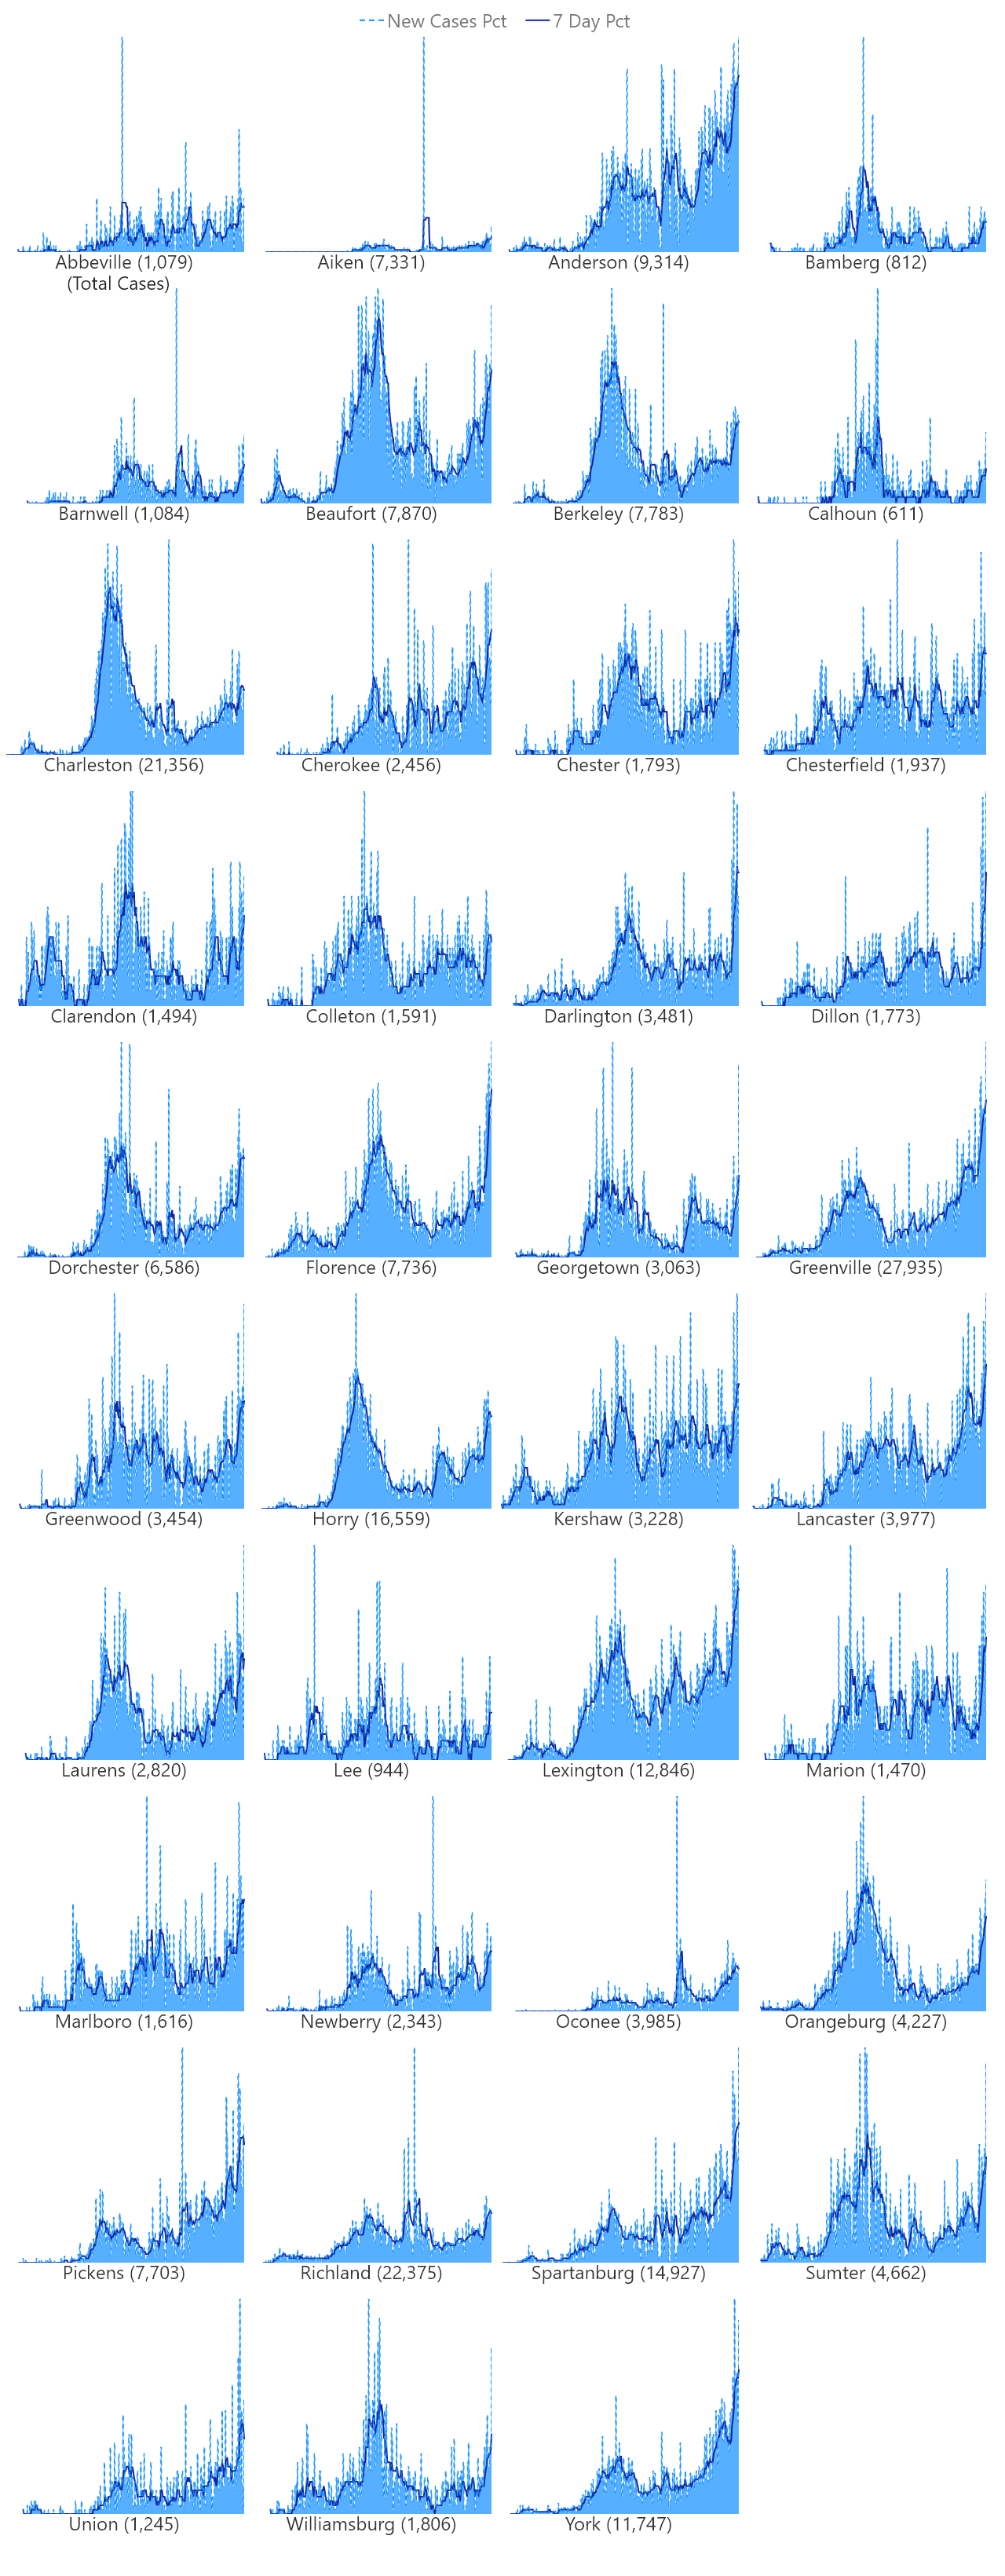 New Cases Pct 7 Day Pct
Abbeville (1,079) Aiken (7,331) Anderson (9,314) Bamberg (812)
(Total Cases)
Barnwell (1,084) Beaufort (7,870) Berkeley (7,783) Calhoun (611)
Charleston (21,356) Cherokee (2,456) Chester (1,793) Chesterfield (1,937)
Clarendon (1,494) Colleton (1,591) Darlington (3,481) Dillon (1,773)
Dorchester (6,586) Florence (7,736) Georgetown (3,063) Greenville (27,935)
Greenwood (3,454) Horry (16,559) Kershaw (3,228) Lancaster (3,977)
Laurens (2,820) Lee (944) Lexington (12,846) Marion (1,470)
Marlboro (1,616) Newberry (2,343) Oconee (3,985) Orangeburg (4,227)
Pickens (7,703) Richland (22,375) Spartanburg (14,927) Sumter (4,662)
Union (1,245) Williamsburg (1,806) York (11,747)